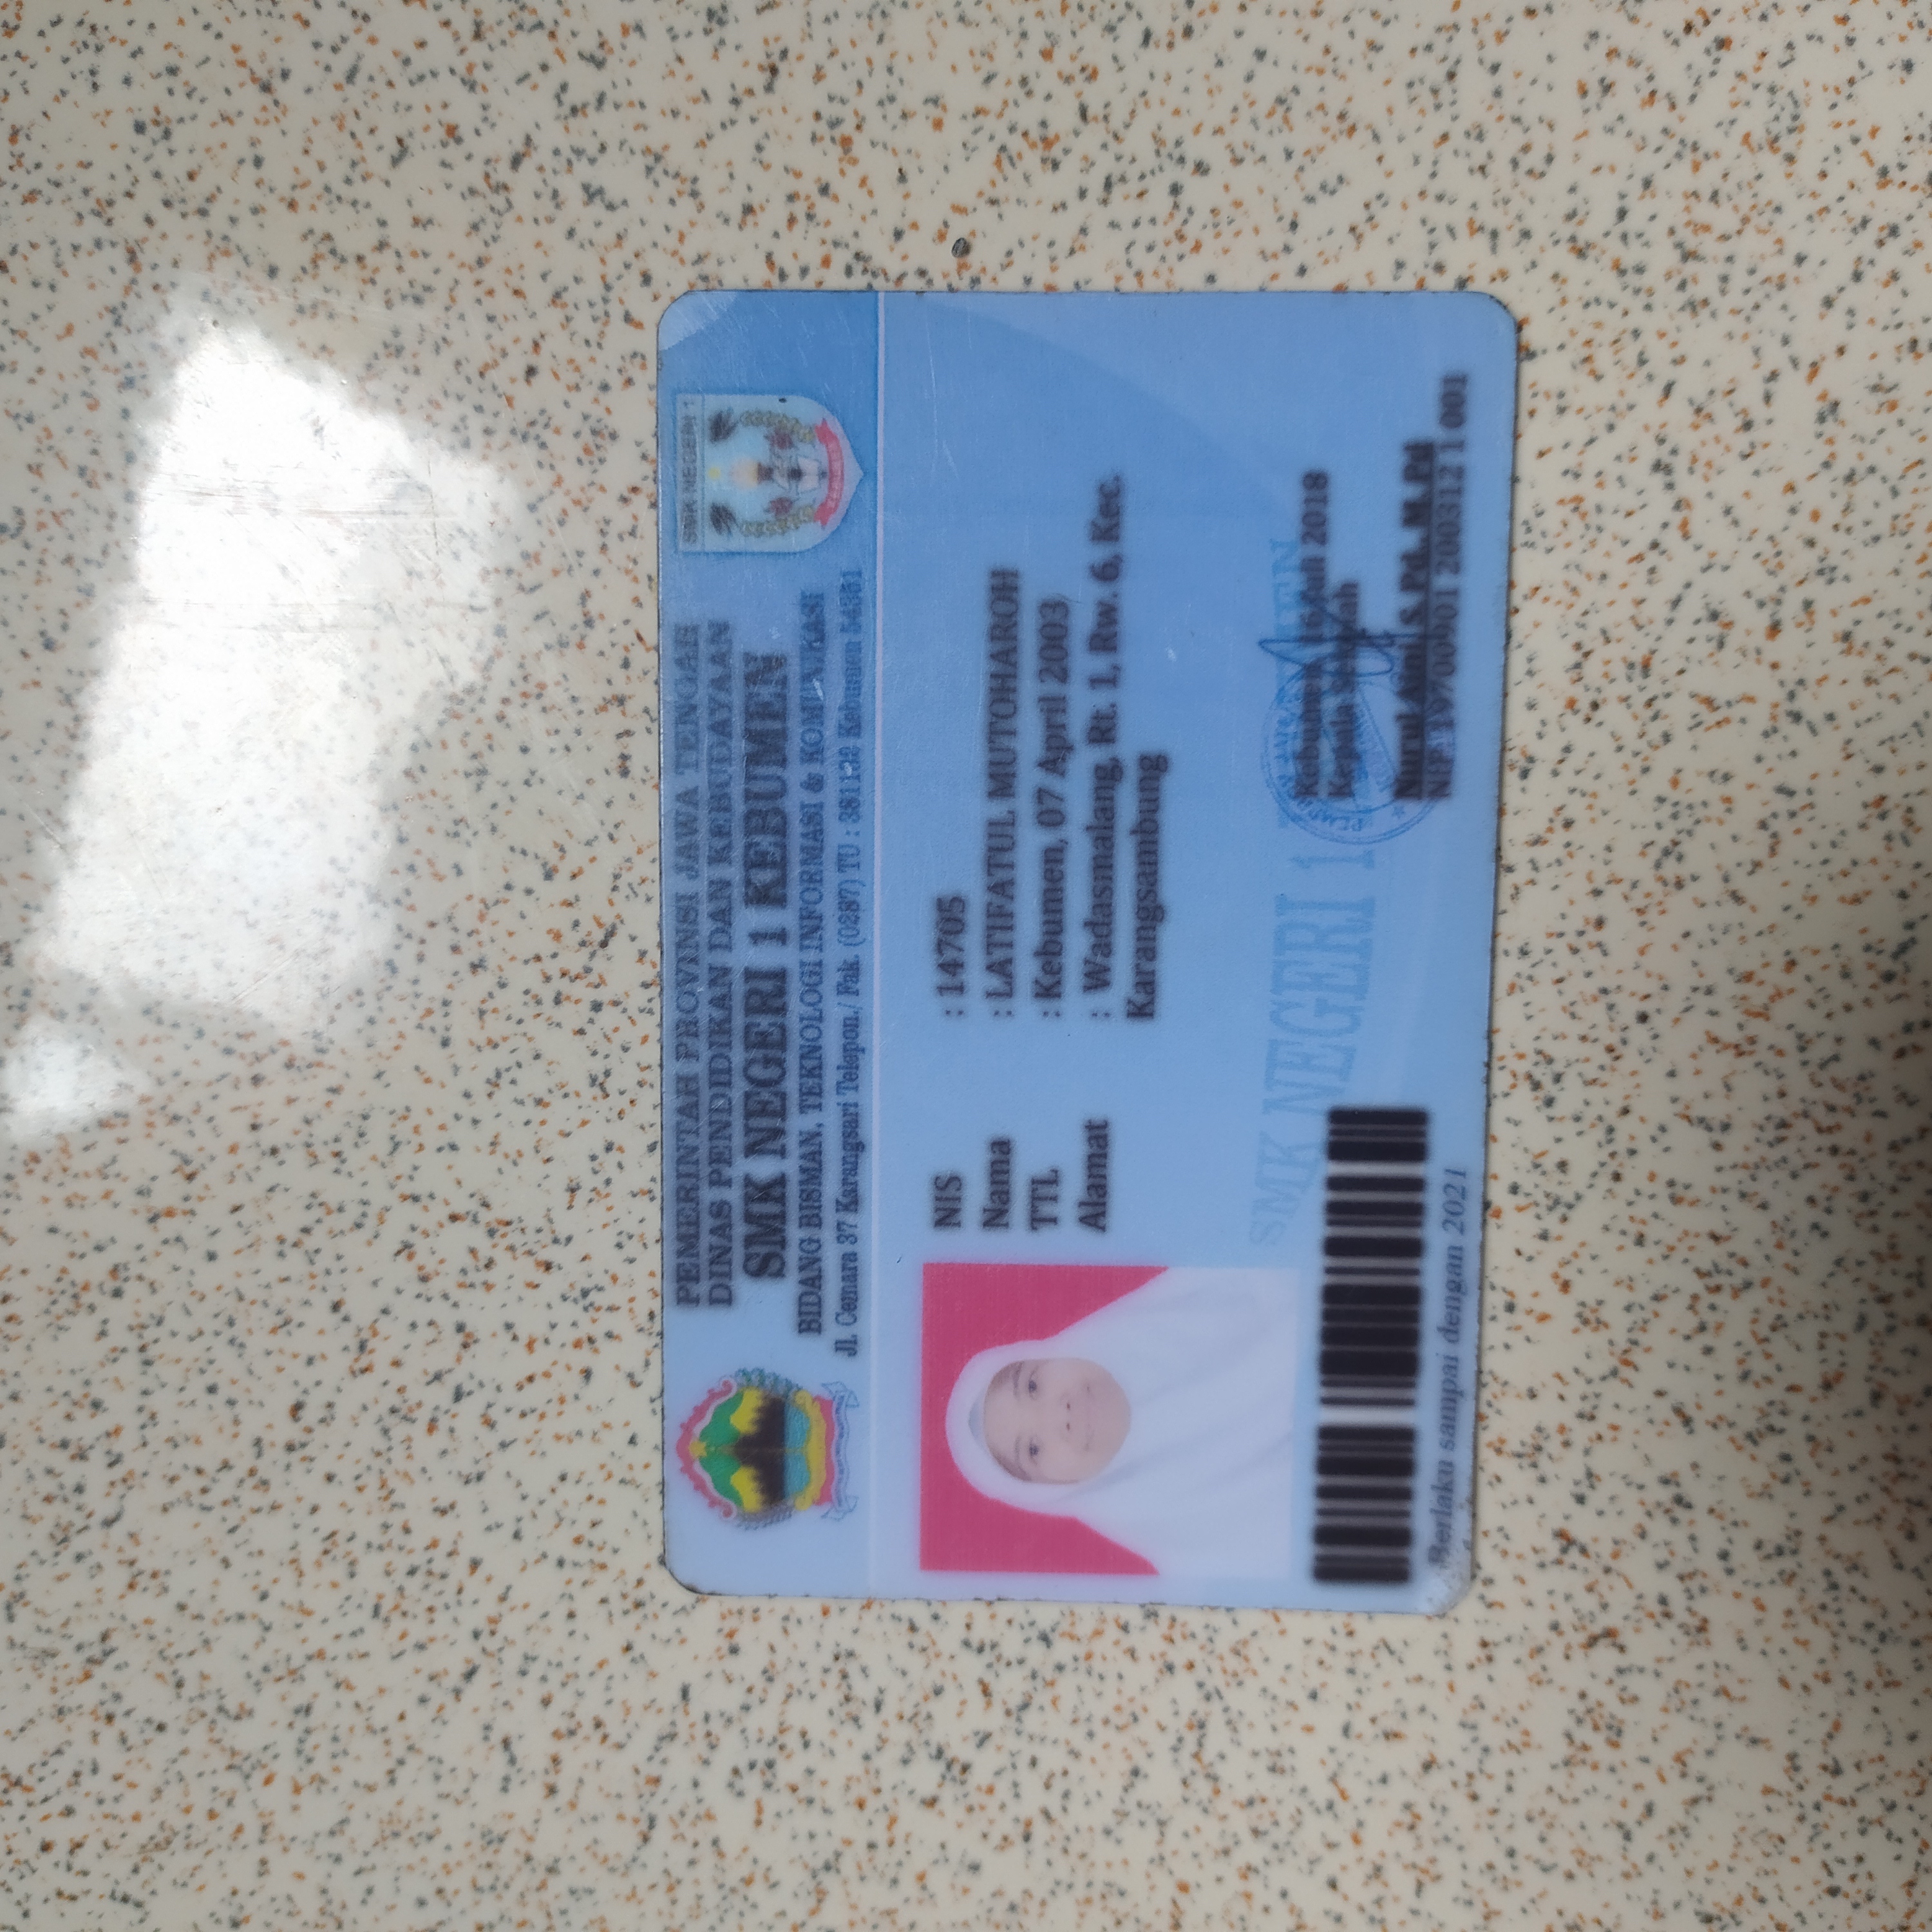 PEMERINTAH PROVINSI JAWA TENGAH
DINAS PENDIDIKAN DAN KEBUDAYAAN
SMK NEGERI 1 KEBUMEN
BIDANG BISMAN, TEKNOLOGI INFORMASI & KOMUNIKASI
Jl. Cemara 37 Karangsari Telepon./ Fak. (0287) TU : 381132 Kebumen 54351
SMK NEGERI 1
KEBUMEN
NIS : 14705
Nama : LATIFATUL MUTOHAROH
TTL : Kebumen, 07 April 2003
Alamat : Wadasmalang, Rt. 1, Rw. 6, Kec.
Karangsambung
SMK NEGERI 1 KEBUMEN
Kebumen, 16 Juli 2018
Kepala Sekolah
Nurul Aini, S. Pd., M. Pd
NIP. 19700901 200312 1 001
Berlaku sampai dengan 2021